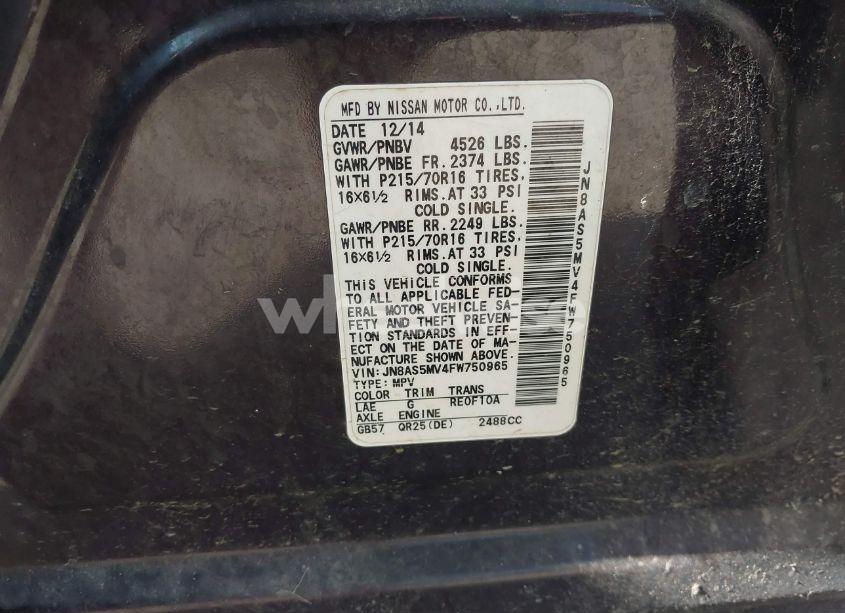 MFD BY NISSAN MOTOR CO.,LTD.
DATE 12/14
GVWR/PNBV 4526 LBS.
GAWR/PNBE FR. 2374 LBS.
WITH P215/70R16 TIRES,
16×6½ RIMS. AT 33 PSI
COLD SINGLE.
GAWR/PNBE RR. 2249 LBS.
WITH P215/70R16 TIRES,
16×6½ RIMS. AT 33 PSI
COLD SINGLE.
THIS VEHICLE CONFORMS
TO ALL APPLICABLE FED-
ERAL MOTOR VEHICLE SA-
FETY AND THEFT PREVEN-
TION STANDARDS IN EFF-
ECT ON THE DATE OF MA-
NUFACTURE SHOWN ABOVE.
VIN: JN8AS5MV4FW750965
TYPE: MPV
COLOR TRIM TRANS
LAE G RE0F10A
AXLE ENGINE
GB57 QR25(DE) 2488CC
JN8AS5MV4FW750965